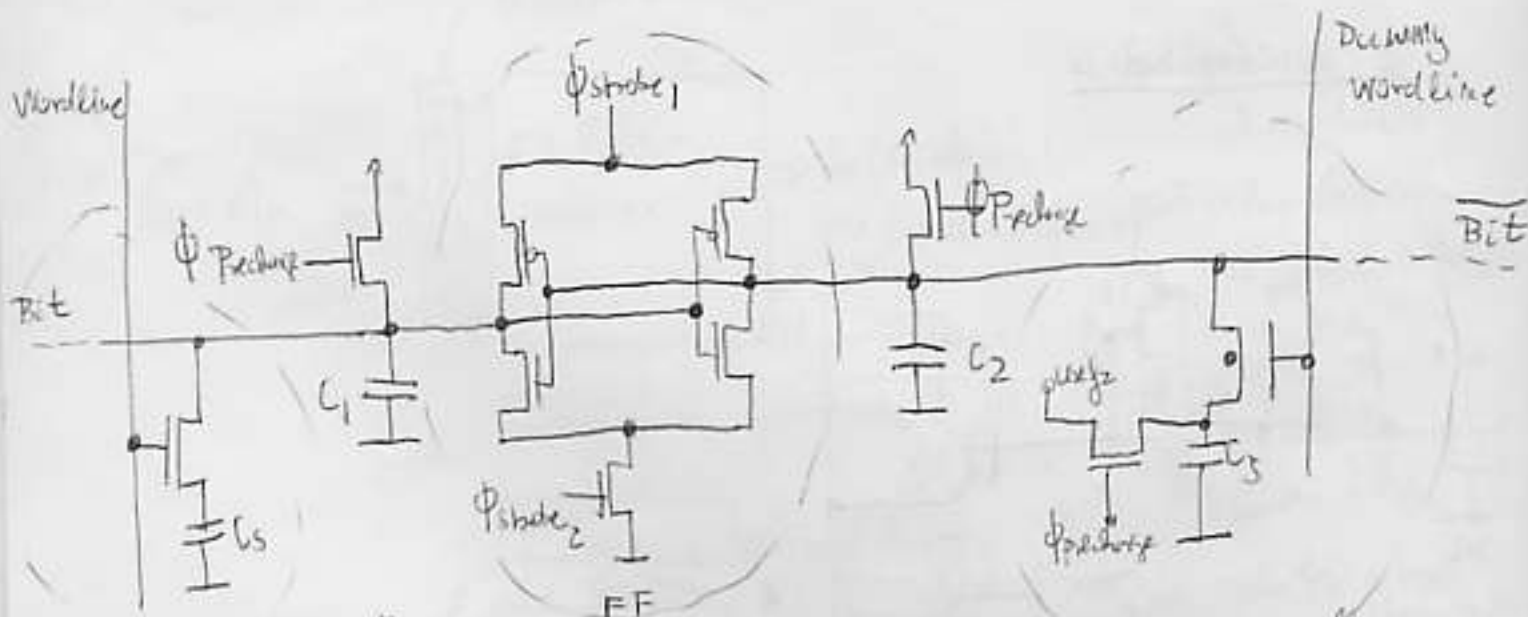 Wordline
Φstrobe1
Dummy
Wordline
ΦPrecharge
ΦPrecharge
Bit
Bit
C1
C2
C3
Φstrobe2
Cs
Φprecharge
FF